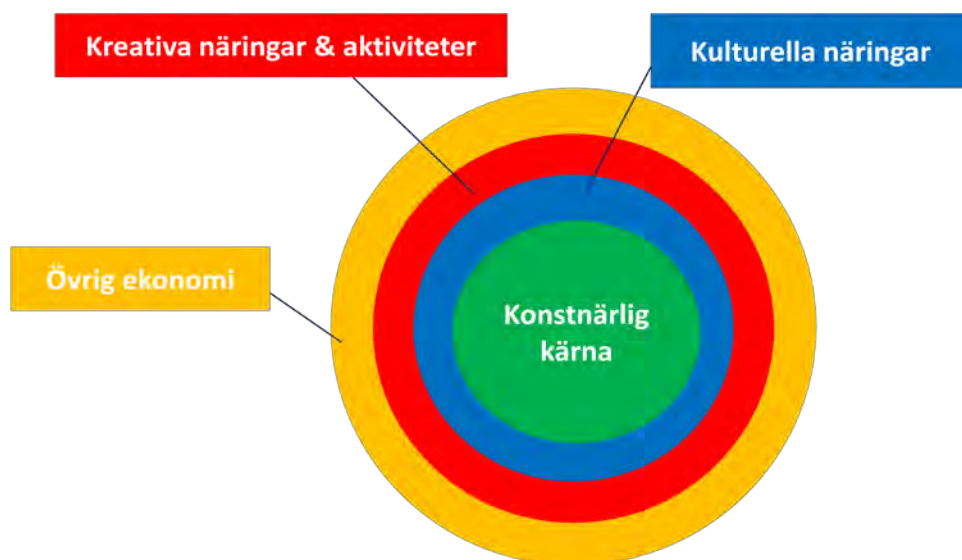 Kreativa näringar & aktiviteter
Kulturella näringar
Övrig ekonomi
Konstnärlig
kärna